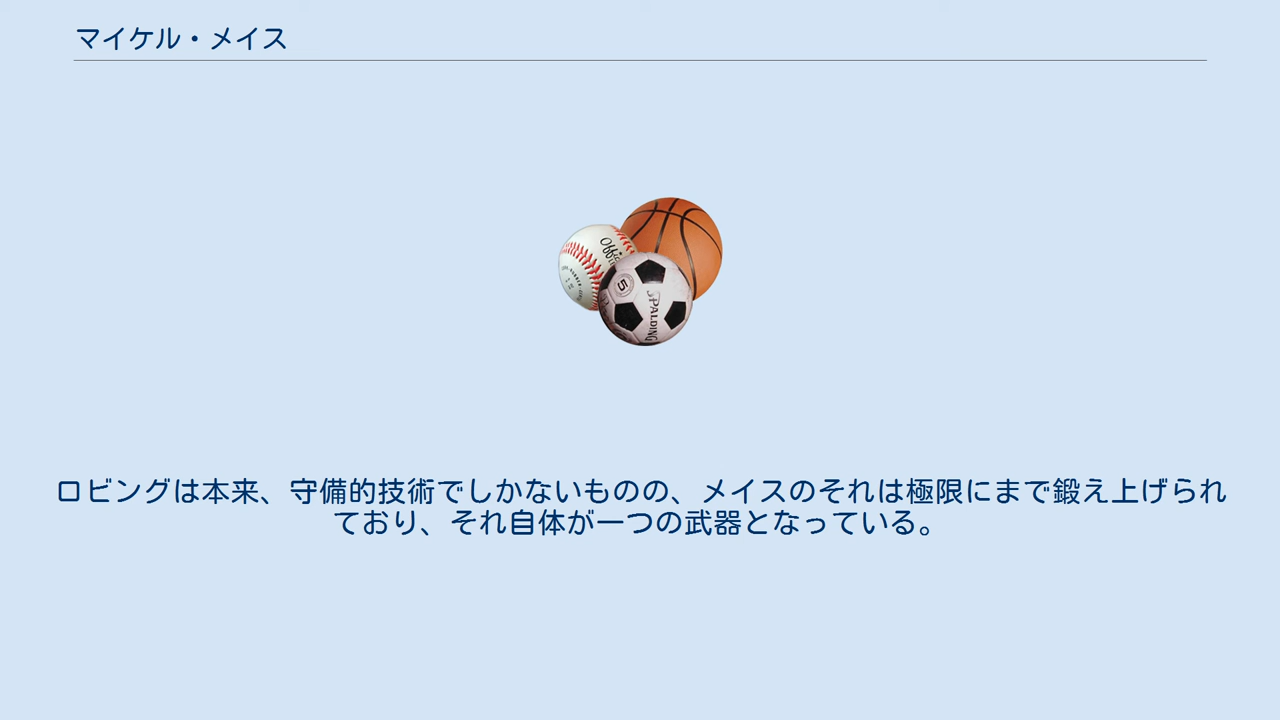 マイケル・メイス
Offic
5
SPALDING
ロビングは本来、守備的技術でしかないものの、メイスのそれは極限にまで鍛え上げられ
ており、それ自体が一つの武器となっている。